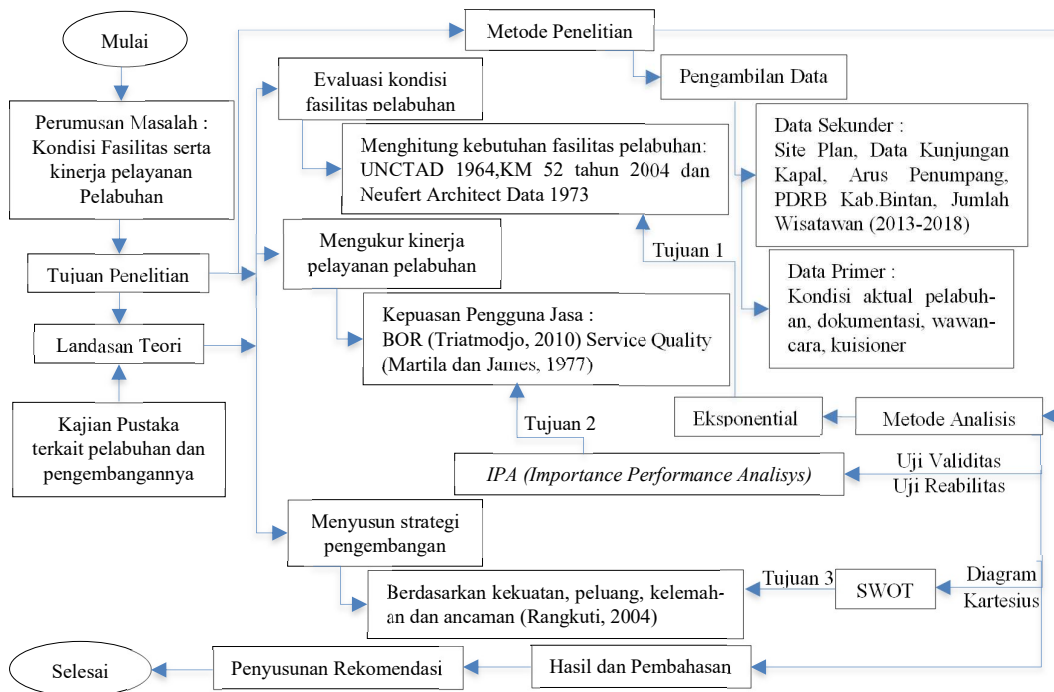 Mulai
Perumusan Masalah :
Kondisi Fasilitas serta
kinerja pelayanan
Pelabuhan
Tujuan Penelitian
Landasan Teori
Kajian Pustaka
terkait pelabuhan dan
pengembangannya
Metode Penelitian
Pengambilan Data
Evaluasi kondisi
fasilitas pelabuhan
Menghitung kebutuhan fasilitas pelabuhan:
UNCTAD 1964,KM 52 tahun 2004 dan
Neufert Architect Data 1973
Data Sekunder :
Site Plan, Data Kunjungan
Kapal, Arus Penumpang,
PDRB Kab.Bintan, Jumlah
Wisatawan (2013-2018)
Data Primer :
Kondisi aktual pelabuh-
an, dokumentasi, wawan-
cara, kuisioner
Mengukur kinerja
pelayanan pelabuhan
Tujuan 1
Kepuasan Pengguna Jasa :
BOR (Triatmodjo, 2010) Service Quality
(Martila dan James, 1977)
Tujuan 2
Eksponential
Metode Analisis
IPA (Importance Performance Analisys)
Uji Validitas
Uji Reabilitas
Menyusun strategi
pengembangan
Berdasarkan kekuatan, peluang, kelemah-
an dan ancaman (Rangkuti, 2004)
Tujuan 3
SWOT
Diagram
Kartesius
Selesai
Penyusunan Rekomendasi
Hasil dan Pembahasan